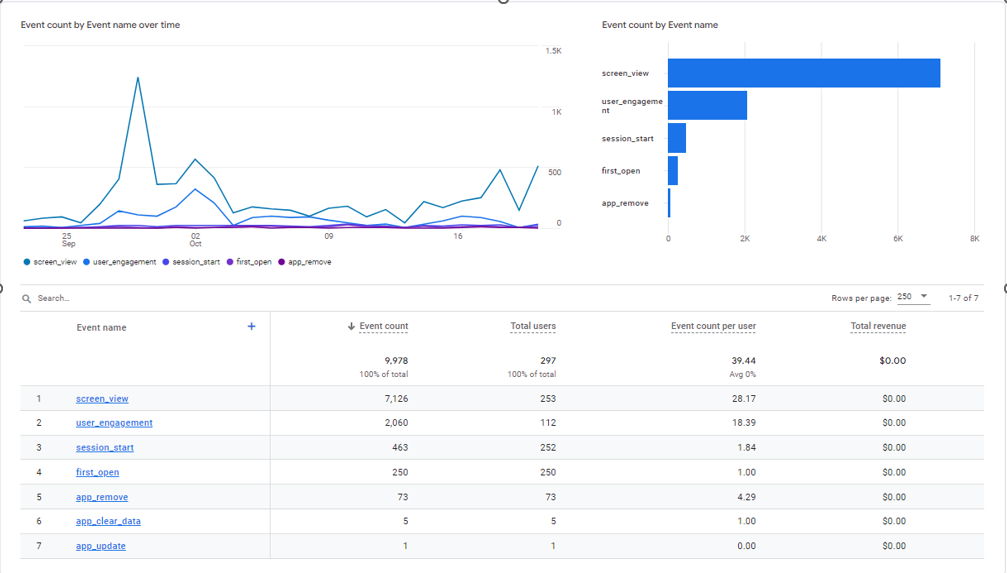 Event count by Event name over time
1.5K
1K
500
0
25
Sep
02
Oct
09
16
screen_view user_engagement session_start first_open app_remove
Event count by Event name
screen_view
user_engageme
nt
session_start
first_open
app_remove
0 2K 4K 6K 8K
Search...
Rows per page: 250 1-7 of 7
Event name + ↓ Event count Total users Event count per user Total revenue
9,978 297 39.44 $0.00
100% of total 100% of total Avg 0%
1 screen_view 7,126 253 28.17 $0.00
2 user_engagement 2,060 112 18.39 $0.00
3 session_start 463 252 1.84 $0.00
4 first_open 250 250 1.00 $0.00
5 app_remove 73 73 4.29 $0.00
6 app_clear_data 5 5 1.00 $0.00
7 app_update 1 1 0.00 $0.00